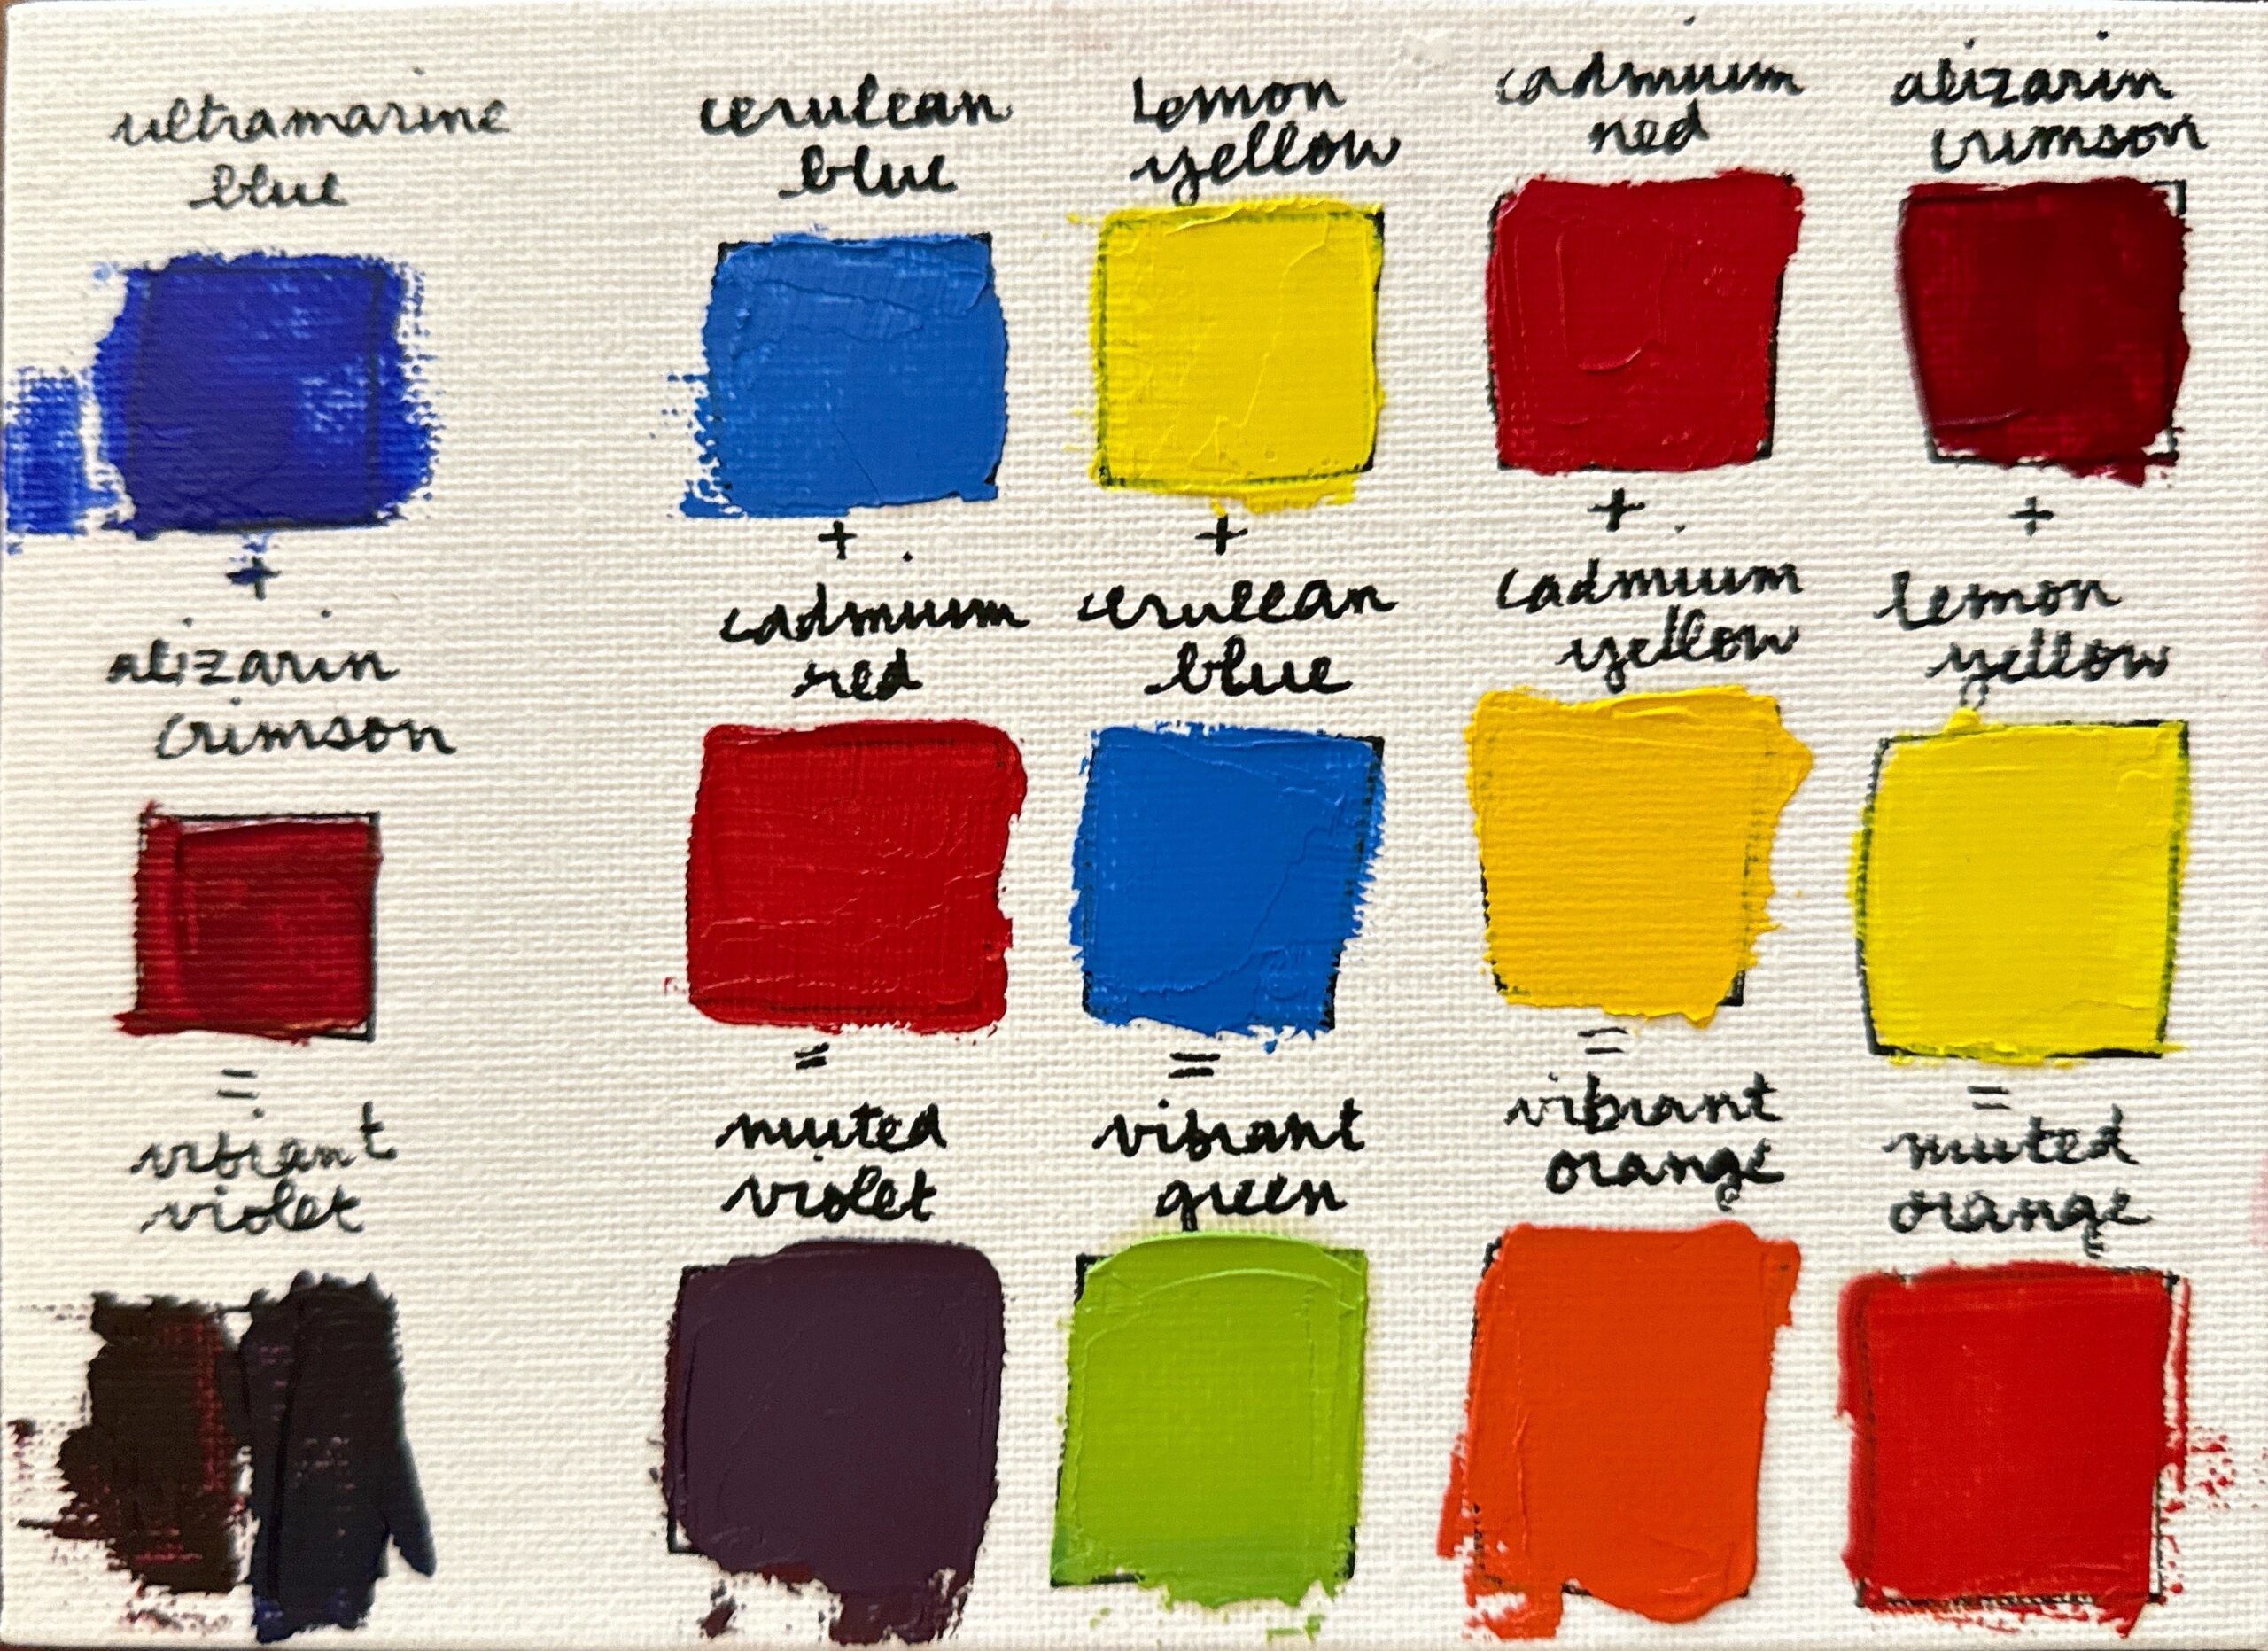 ultramarine
blue
+
alizarin
crimson
=
vibrant
violet
cerulean
blue
+
cadmium
red
=
muted
violet
lemon
yellow
+
cerulean
blue
=
vibrant
green
cadmium
red
+
cadmium
yellow
=
vibrant
orange
alizarin
crimson
+
lemon
yellow
=
muted
orange